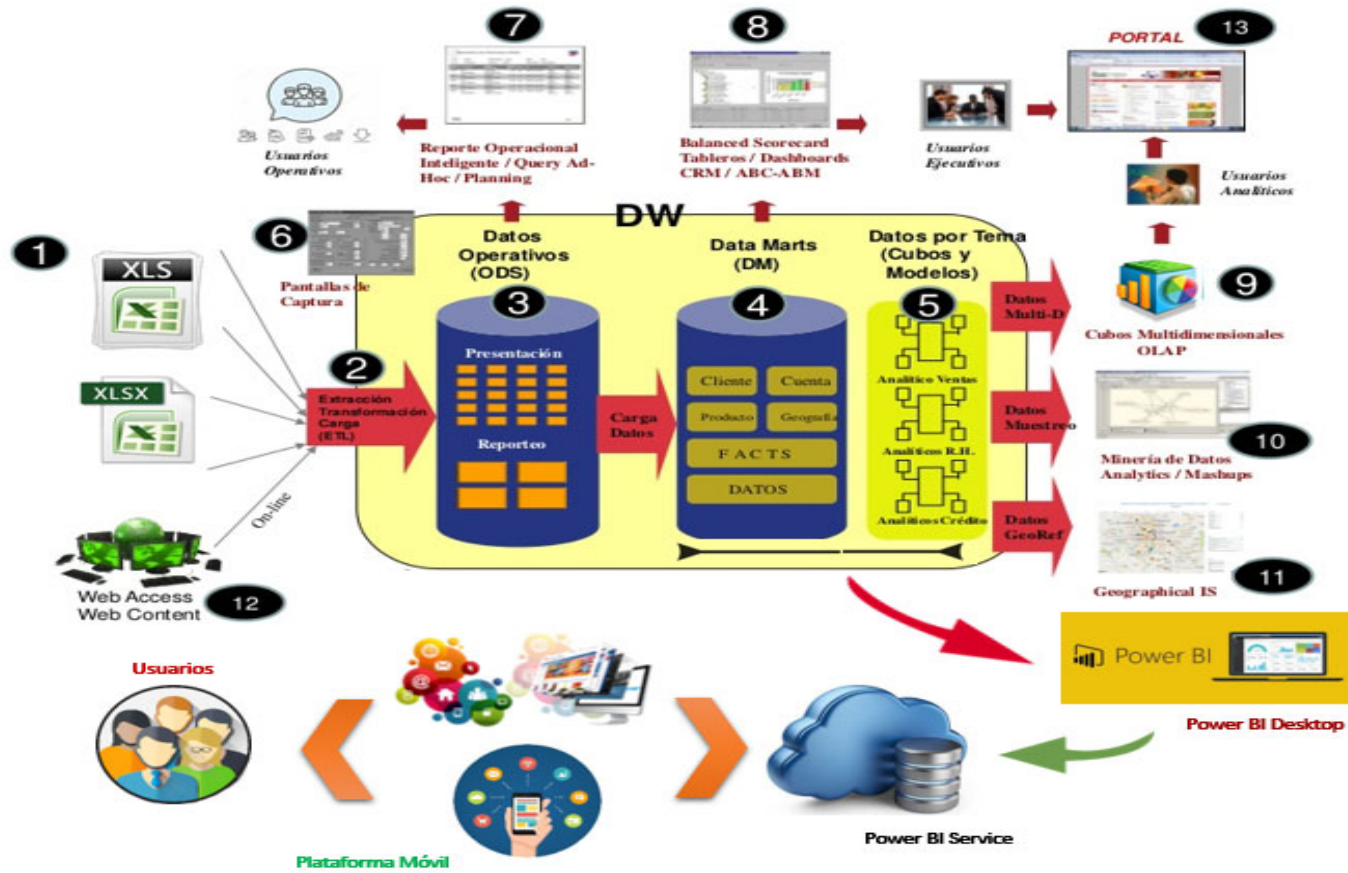 7
8
13
PORTAL
Usuarios
Operativos
Reporte Operacional
Inteligente / Query Ad-
Hoc / Planning
Balanced Scorecard
Tableros / Dashboards
CRM / ABC-ABM
Usuarios
Ejecutivos
Usuarios
Analíticos
DW
1
XLS
6
Pantallas de
Captura
Datos
Operativos
(ODS)
3
Data Marts
(DM)
4
Datos por Tema
(Cubos y
Modelos)
5
Datos
Multi-D
9
Cubos Multidimensionales
OLAP
2
Extracción
Transformación
Carga
(ETL)
Presentación
Reporteo
Carga
Datos
Cliente
Cuenta
Producto
Geografía
FACTS
DATOS
Analítico Ventas
Analíticos R.H.
Analíticos Crédito
Datos
Muestreo
10
Minería de Datos
Analytics / Mashups
Datos
GeoRef
11
Geographical IS
XLSX
On-line
Web Access
Web Content
12
Power BI
Power BI Desktop
Usuarios
Plataforma Móvil
Power BI Service